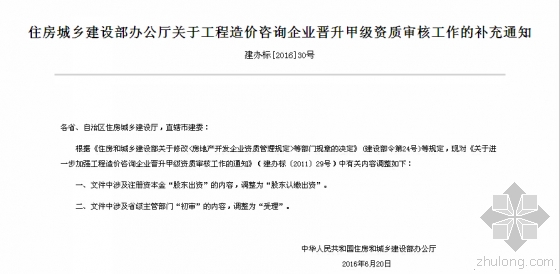 住房城乡建设部办公厅关于工程造价咨询企业晋升甲级资质审核工作的补充通知
建办标[2016]30号
各省、自治区住房城乡建设厅，直辖市建委：
根据《住房和城乡建设部关于修改<房地产开发企业资质管理规定>等部门规章的决定》(建设部令第24号)等规定，现对《关于进
一步加强工程造价咨询企业晋升甲级资质审核工作的通知》（建办标〔2011〕29号）中有关内容调整如下：
一、文件中涉及注册资本金“股东出资”的内容，调整为“股东认缴出资”。
二、文件中涉及省级主管部门“初审”的内容，调整为“受理”。
中华人民共和国住房和城乡建设部办公厅
2016年6月20日
zhulong.com